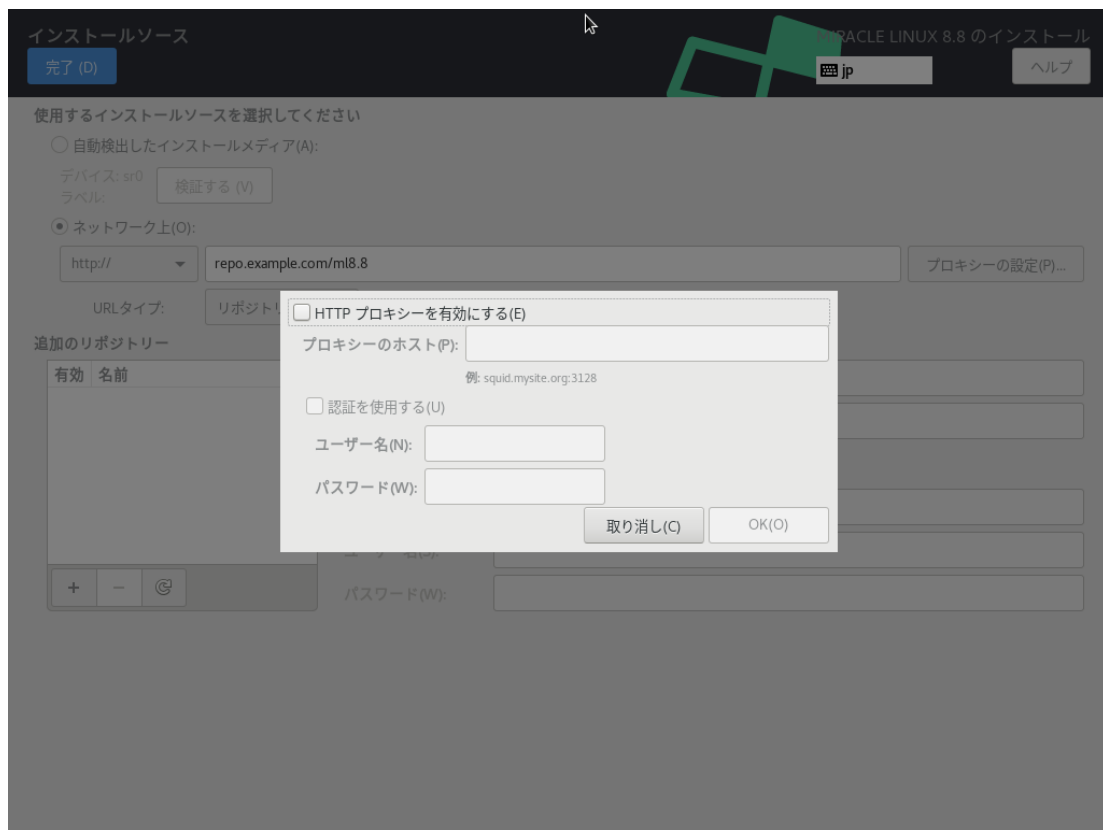 インストールソース
MIRACLE LINUX 8.8 のインストール
完了 (D)
jp
ヘルプ
使用するインストールソースを選択してください
自動検出したインストールメディア(A):
デバイス: sr0
ラベル:
検証する (V)
ネットワーク上(O):
http://
repo.example.com/ml8.8
プロキシーの設定(P)...
URLタイプ:
リポジトリ
追加のリポジトリー
有効 名前
HTTP プロキシーを有効にする(E)
プロキシーのホスト(P):
例: squid.mysite.org:3128
認証を使用する(U)
ユーザー名(N):
パスワード(W):
取り消し(C)
OK(O)
パスワード(W):